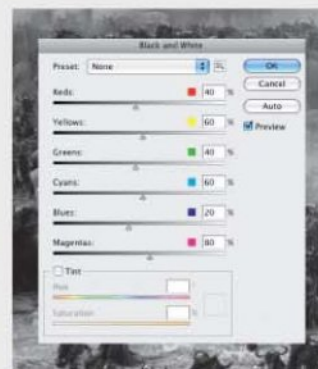 Black and White
Preset: None
OK
Cancel
Auto
Preview
Reds: 40 %
Yellows: 60 %
Greens: 40 %
Cyans: 60 %
Blues: 20 %
Magentas: 80 %
Tint
Hue °
Saturation %